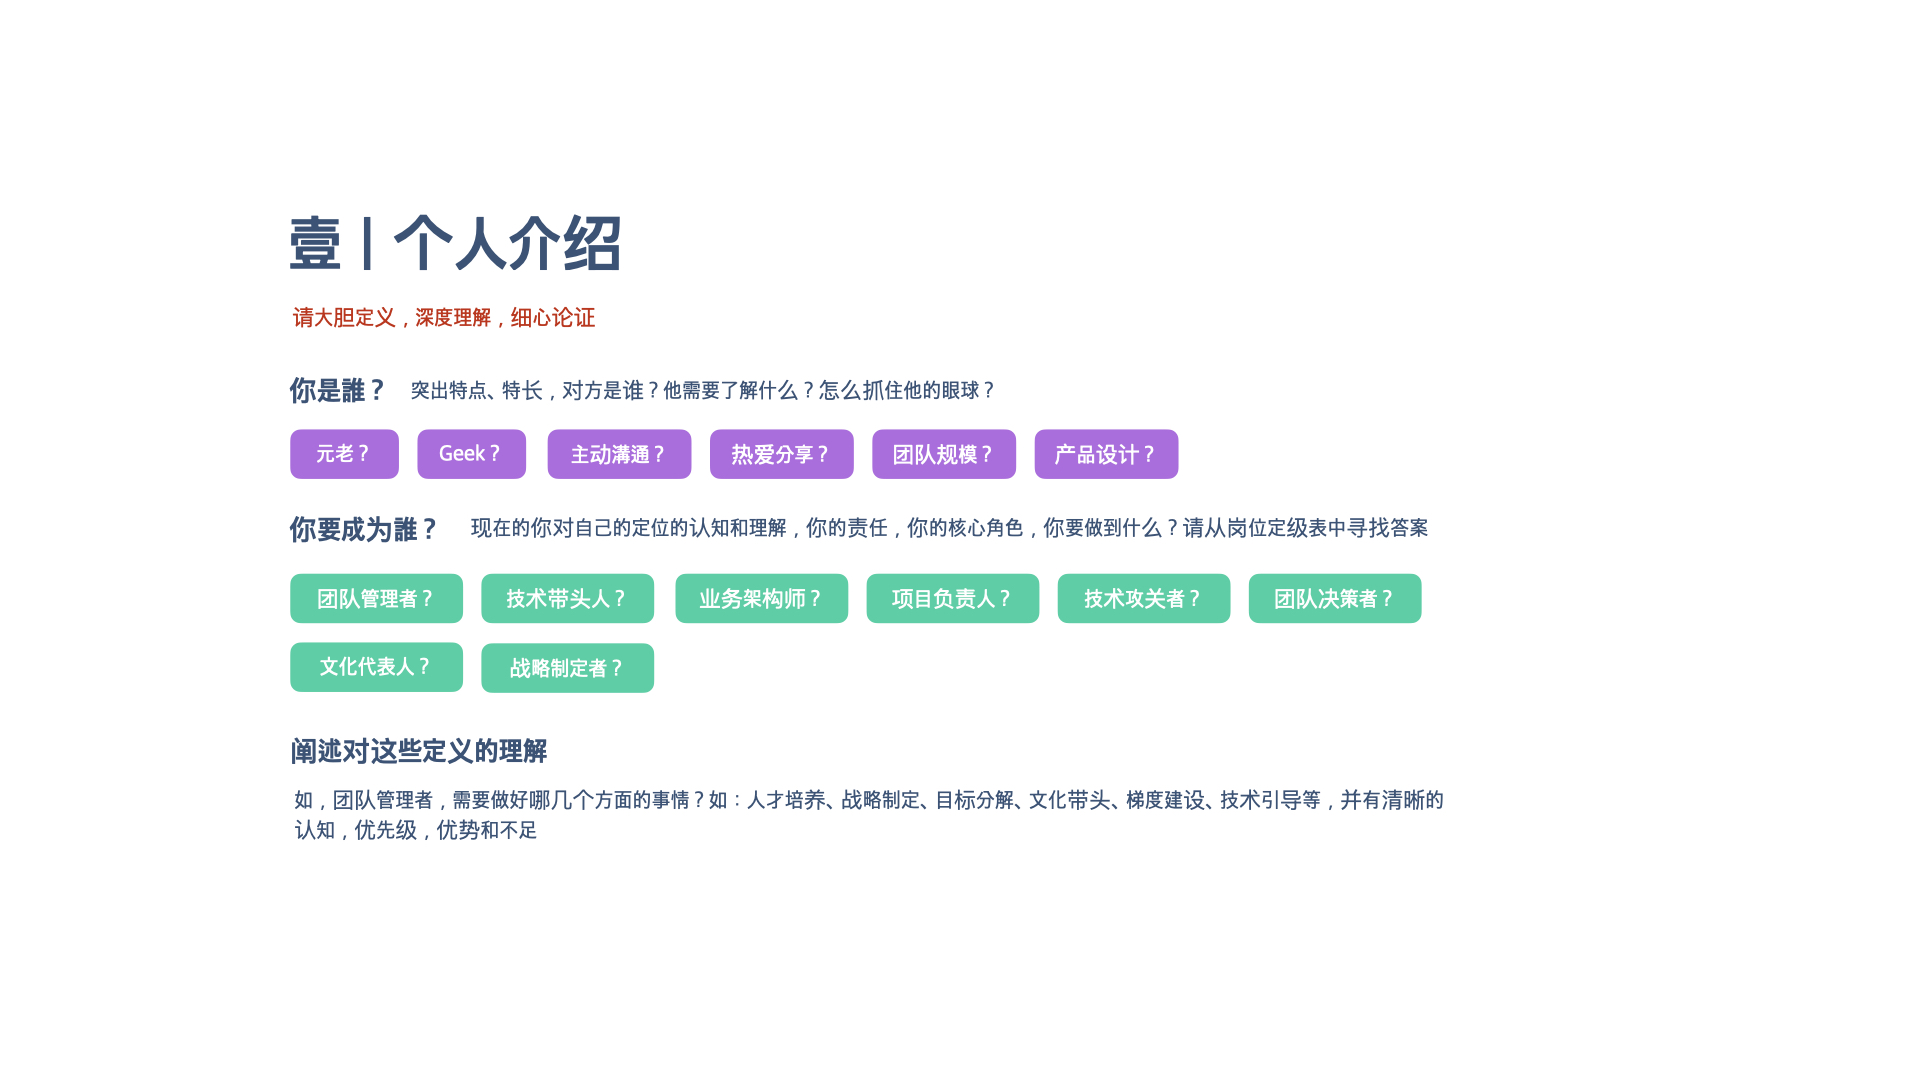 壹 | 个人介绍
请大胆定义，深度理解，细心论证
你是誰？ 突出特点、特长，对方是谁？他需要了解什么？怎么抓住他的眼球？
元老？ Geek？ 主动溝通？ 热爱分享？ 团队规模？ 产品设计？
你要成为誰？ 现在的你对自己的定位的认知和理解，你的责任，你的核心角色，你要做到什么？请从岗位定级表中寻找答案
团队管理者？ 技术带头人？ 业务架构师？ 项目负责人？ 技术攻关者？ 团队决策者？
文化代表人？ 战略制定者？
阐述对这些定义的理解
如，团队管理者，需要做好哪几个方面的事情？如：人才培养、战略制定、目标分解、文化带头、梯度建设、技术引导等，并有清晰的
认知，优先级，优势和不足